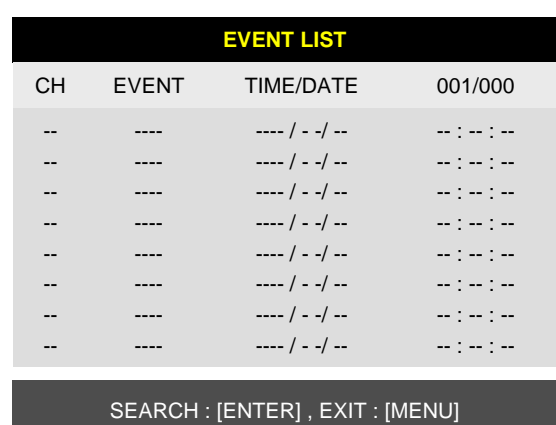 EVENT LIST
CH EVENT TIME/DATE 001/000
-- ---- ---- / - -/ -- -- : -- : --
-- ---- ---- / - -/ -- -- : -- : --
-- ---- ---- / - -/ -- -- : -- : --
-- ---- ---- / - -/ -- -- : -- : --
-- ---- ---- / - -/ -- -- : -- : --
-- ---- ---- / - -/ -- -- : -- : --
-- ---- ---- / - -/ -- -- : -- : --
-- ---- ---- / - -/ -- -- : -- : --
SEARCH : [ENTER] , EXIT : [MENU]